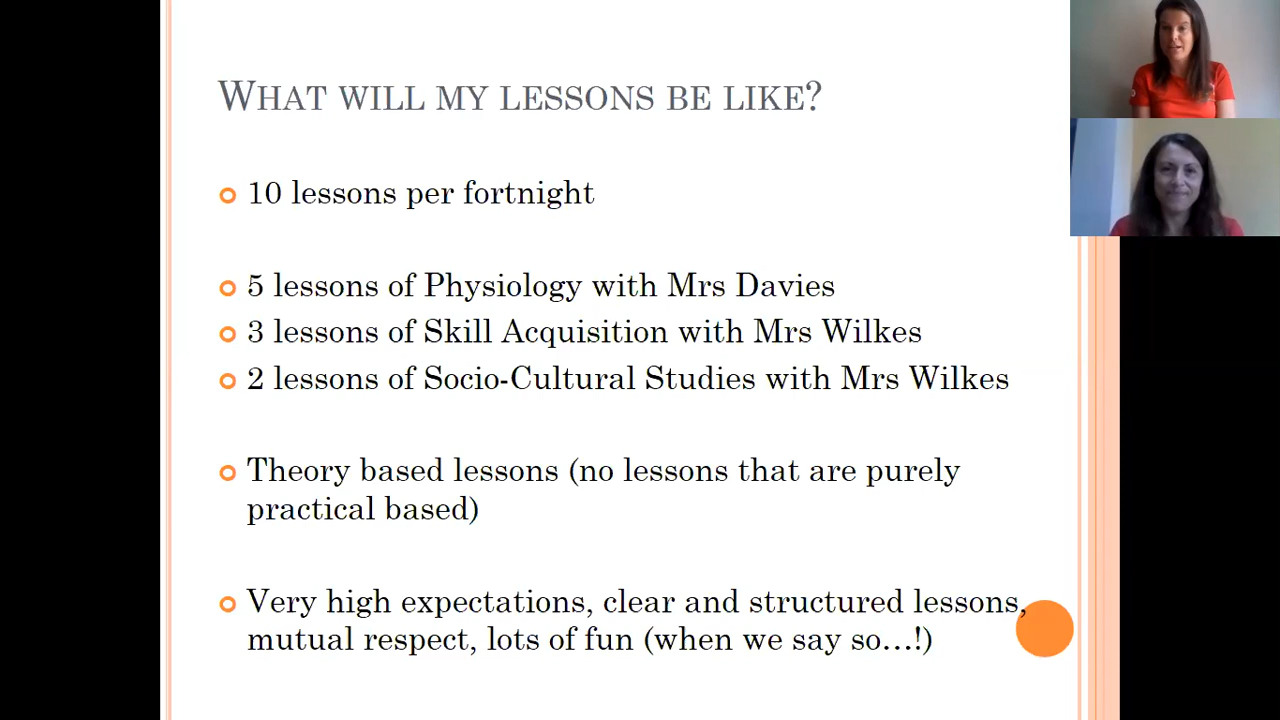 WHAT WILL MY LESSONS BE LIKE?
10 lessons per fortnight
5 lessons of Physiology with Mrs Davies
3 lessons of Skill Acquisition with Mrs Wilkes
2 lessons of Socio-Cultural Studies with Mrs Wilkes
Theory based lessons (no lessons that are purely
practical based)
Very high expectations, clear and structured lessons,
mutual respect, lots of fun (when we say so...!)